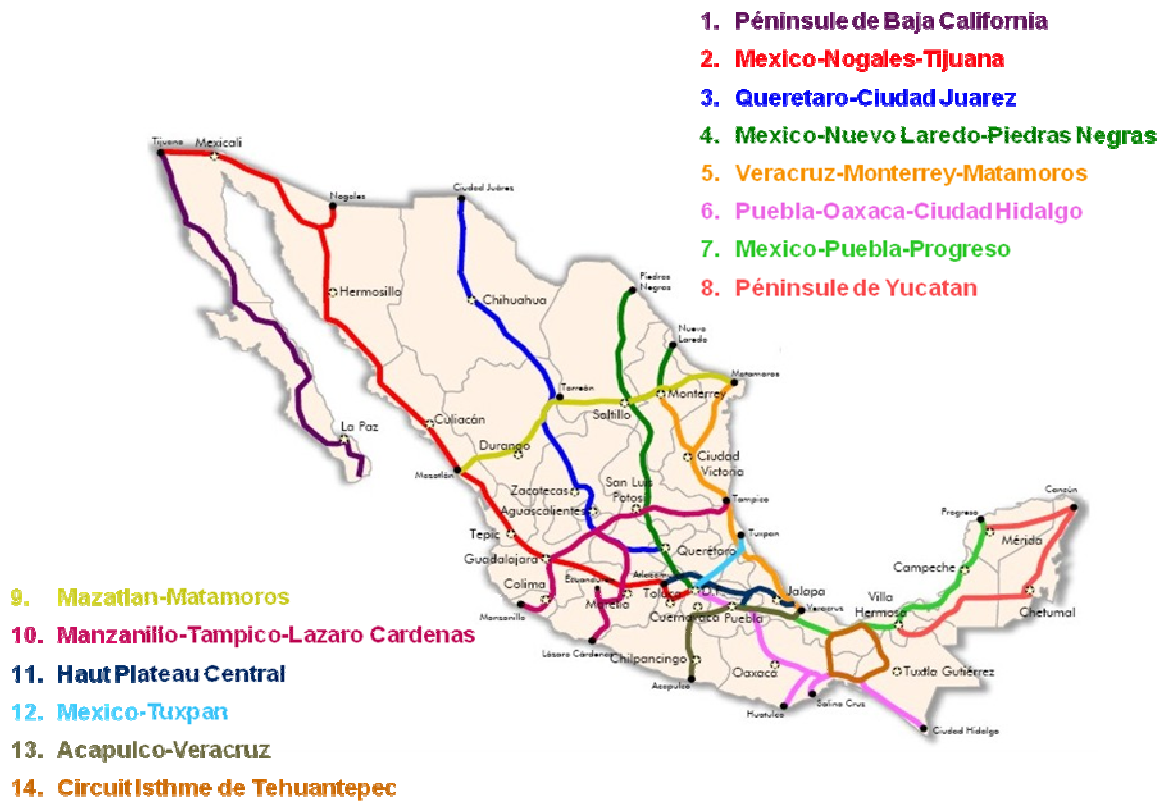 1. Péninsule de Baja California
2. Mexico-Nogales-Tijuana
3. Queretaro-Ciudad Juarez
4. Mexico-Nuevo Laredo-Piedras Negras
5. Veracruz-Monterrey-Matamoros
6. Puebla-Oaxaca-Ciudad Hidalgo
7. Mexico-Puebla-Progreso
8. Péninsule de Yucatan
Tijuana
Mexicali
Nogales
Ciudad Juáres
Hermosillo
Chihuahua
Piedras
Negras
Nuevo
Laredo
Torreón
Matamoros
Monterrey
Saltillo
Culiacán
La Paz
Durango
Mazatlán
Ciudad
Victoria
Zacatecas
San Luis
Potosí
Aguascalientes
Tampico
Cancún
Progreso
Mérida
Tepic
Tuxpan
Querétaro
Guadalajara
Campeche
Colima
Toluca
D.F.
Jalapa
Villa
Hermosa
Chetumal
Manzanillo
Morelia
Cuernavaca
Puebla
Veracruz
Lázaro Cárdenas
Chilpancingo
Oaxaca
Tuxtla Gutiérrez
Acapulco
Huatulco
Salina Cruz
Ciudad Hidalgo
9. Mazatlan-Matamoros
10. Manzanillo-Tampico-Lazaro Cardenas
11. Haut Plateau Central
12. Mexico-Tuxpan
13. Acapulco-Veracruz
14. Circuit Isthme de Tehuantepec